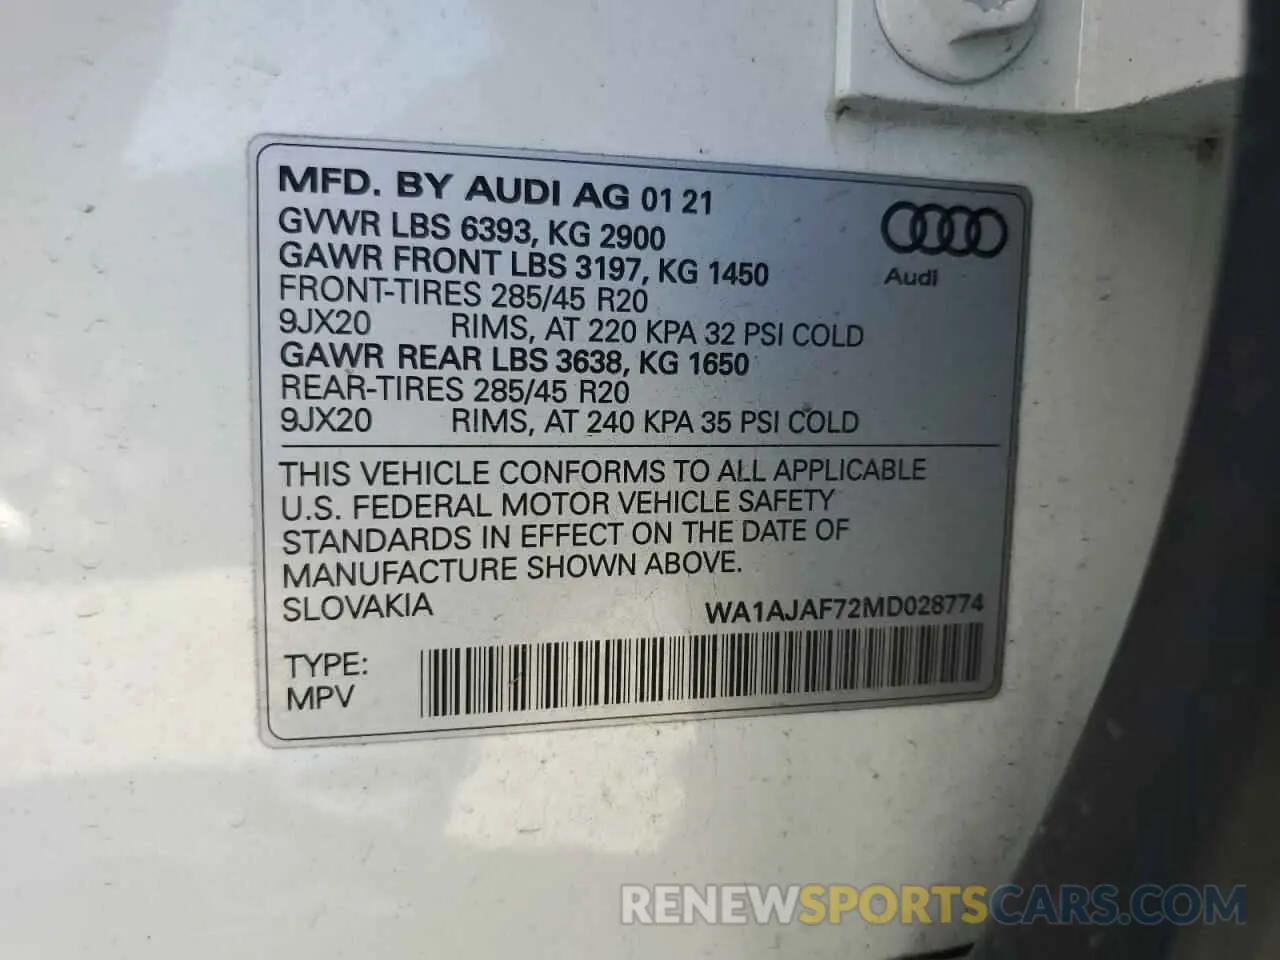 MFD. BY AUDI AG 01 21
GVWR LBS 6393, KG 2900
GAWR FRONT LBS 3197, KG 1450
FRONT-TIRES 285/45 R20
9JX20 RIMS, AT 220 KPA 32 PSI COLD
GAWR REAR LBS 3638, KG 1650
REAR-TIRES 285/45 R20
9JX20 RIMS, AT 240 KPA 35 PSI COLD
Audi
THIS VEHICLE CONFORMS TO ALL APPLICABLE
U.S. FEDERAL MOTOR VEHICLE SAFETY
STANDARDS IN EFFECT ON THE DATE OF
MANUFACTURE SHOWN ABOVE.
SLOVAKIA WA1AJAF72MD028774
TYPE:
MPV
RENEWSPORTSCARS.COM